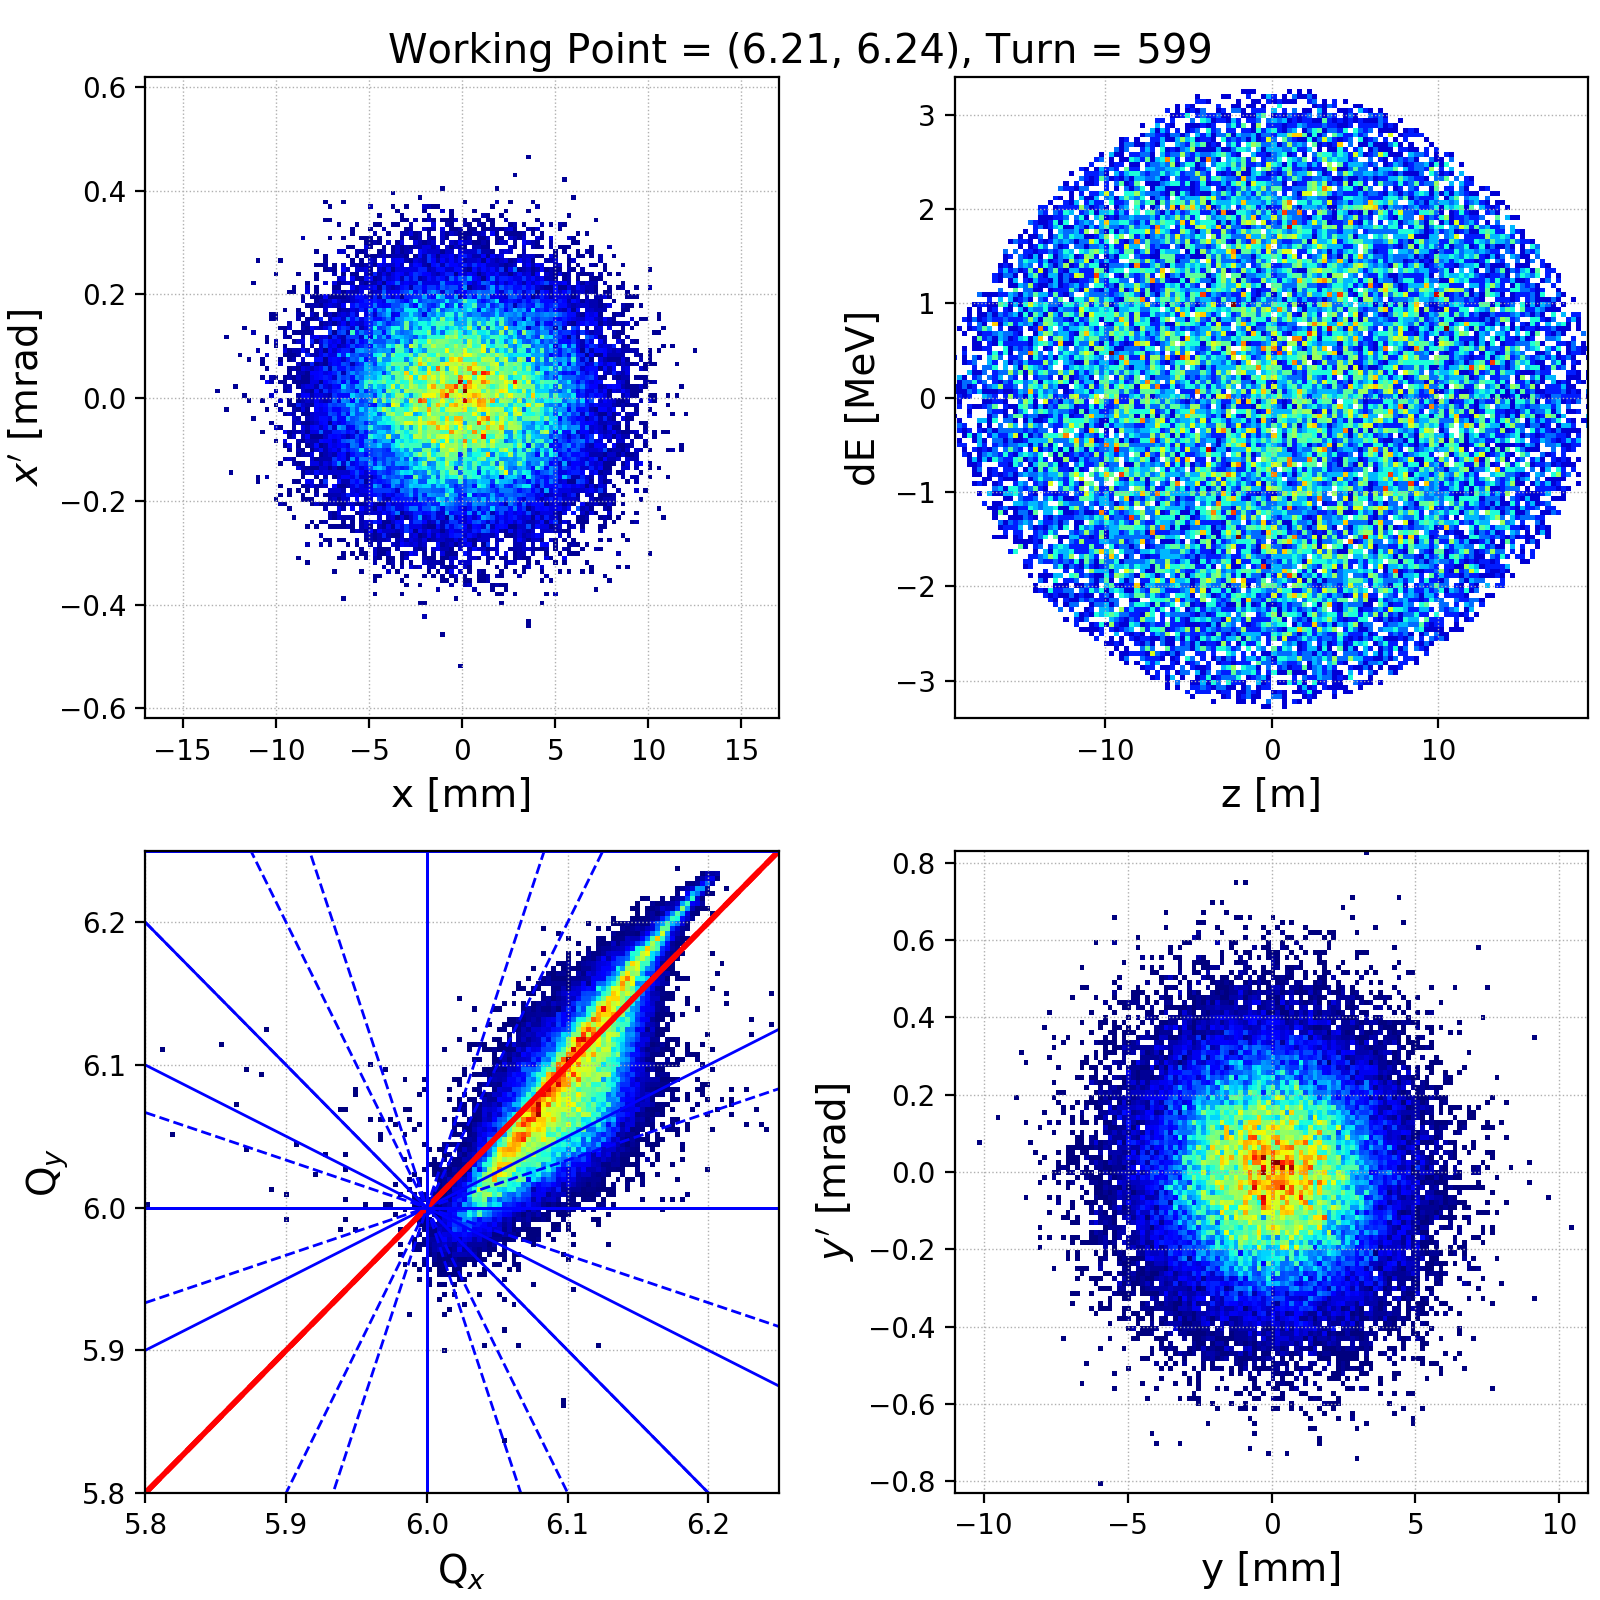 Working Point = (6.21, 6.24), Turn = 599
0.6
0.4
0.2
0.0
−0.2
−0.4
−0.6
x′ [mrad]
−15 −10 −5 0 5 10 15
x [mm]
3
2
1
0
−1
−2
−3
dE [MeV]
−10 0 10
z [m]
6.2
6.1
6.0
5.9
5.8
Qy
5.8 5.9 6.0 6.1 6.2
Qx
0.8
0.6
0.4
0.2
0.0
−0.2
−0.4
−0.6
−0.8
y′ [mrad]
−10 −5 0 5 10
y [mm]